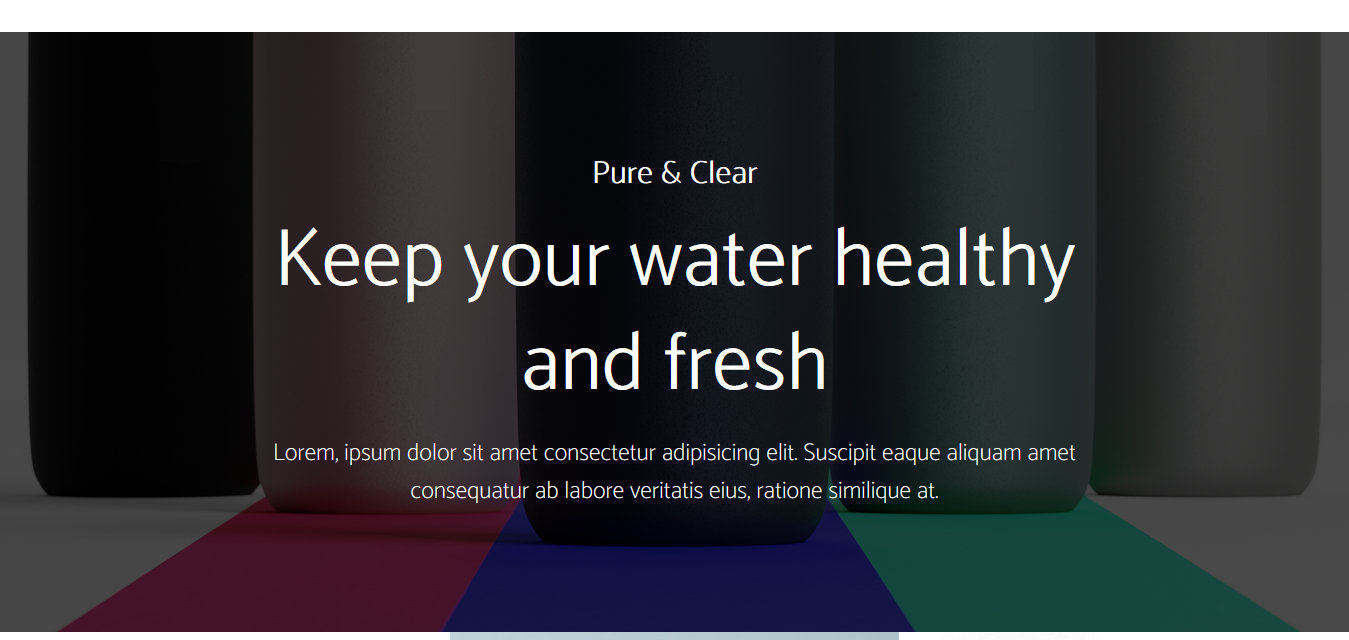 Pure & Clear
Keep your water healthy
and fresh
Lorem, ipsum dolor sit amet consectetur adipisicing elit. Suscipit eaque aliquam amet
consequatur ab labore veritatis eius, ratione similique at.